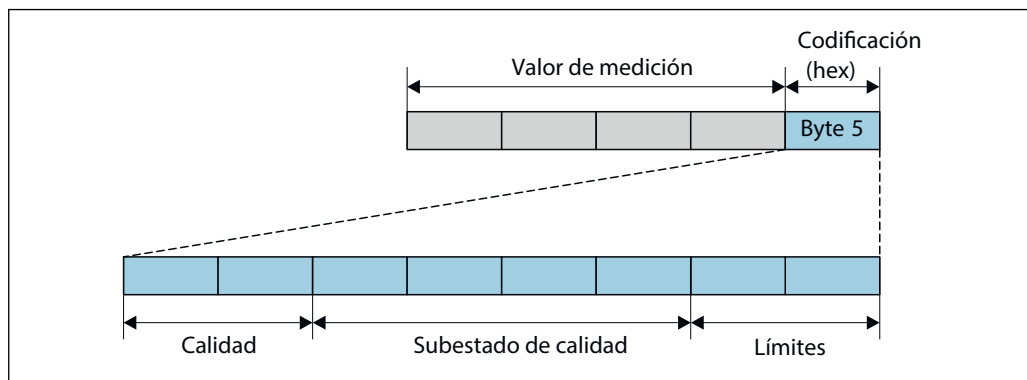 Codificación
(hex)
Valor de medición
Byte 5
Calidad
Subestado de calidad
Límites